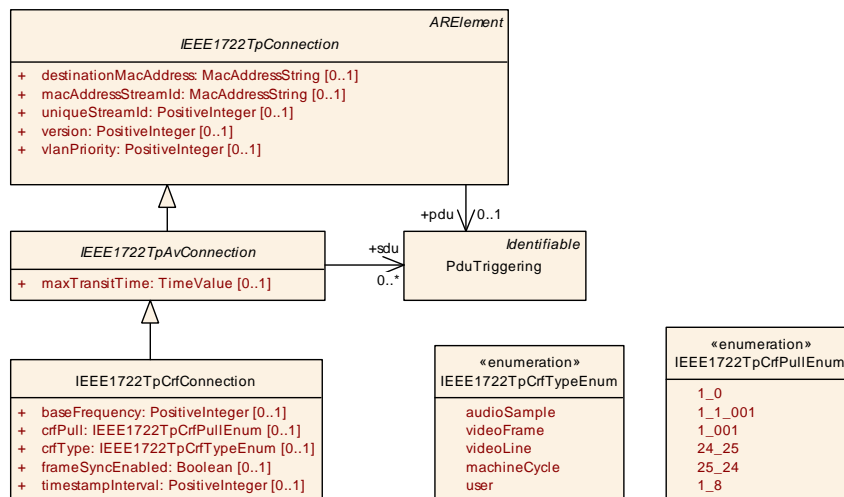 ARElement
IEEE1722TpConnection
+ destinationMacAddress: MacAddressString [0..1]
+ macAddressStreamId: MacAddressString [0..1]
+ uniqueStreamId: PositiveInteger [0..1]
+ version: PositiveInteger [0..1]
+ vlanPriority: PositiveInteger [0..1]
+pdu 0..1
IEEE1722TpAvConnection
+ maxTransitTime: TimeValue [0..1]
+sdu
0..*
Identifiable
PduTriggering
IEEE1722TpCrfConnection
+ baseFrequency: PositiveInteger [0..1]
+ crfPull: IEEE1722TpCrfPullEnum [0..1]
+ crfType: IEEE1722TpCrfTypeEnum [0..1]
+ frameSyncEnabled: Boolean [0..1]
+ timestampInterval: PositiveInteger [0..1]
«enumeration»
IEEE1722TpCrfTypeEnum
audioSample
videoFrame
videoLine
machineCycle
user
«enumeration»
IEEE1722TpCrfPullEnum
1_0
1_1_001
1_001
24_25
25_24
1_8